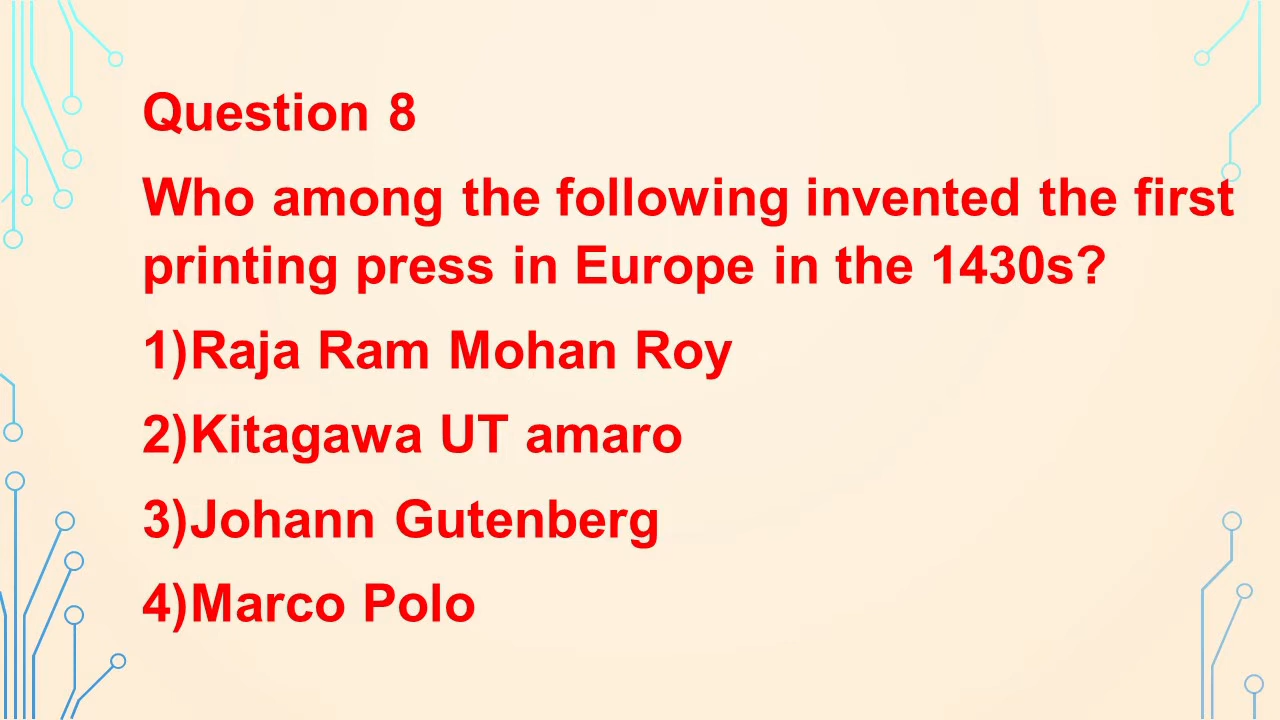 Question 8
Who among the following invented the first
printing press in Europe in the 1430s?
1)Raja Ram Mohan Roy
2)Kitagawa UT amaro
3)Johann Gutenberg
4)Marco Polo